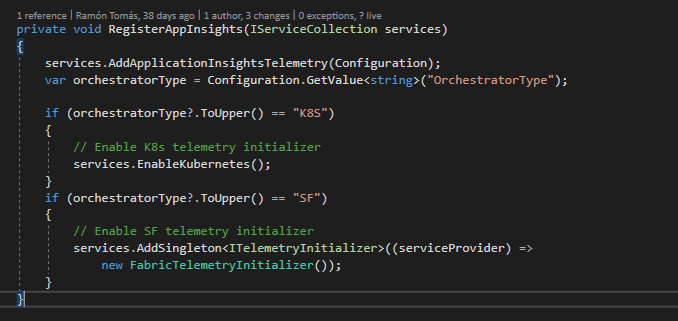 1 reference | Ramón Tomás, 38 days ago | 1 author, 3 changes | 0 exceptions, ? live
private void RegisterAppInsights(IServiceCollection services)
{
    services.AddApplicationInsightsTelemetry(Configuration);
    var orchestratorType = Configuration.GetValue<string>("OrchestratorType");

    if (orchestratorType?.ToUpper() == "K8S")
    {
        // Enable K8s telemetry initializer
        services.EnableKubernetes();
    }
    if (orchestratorType?.ToUpper() == "SF")
    {
        // Enable SF telemetry initializer
        services.AddSingleton<ITelemetryInitializer>((serviceProvider) =>
            new FabricTelemetryInitializer());
    }
}